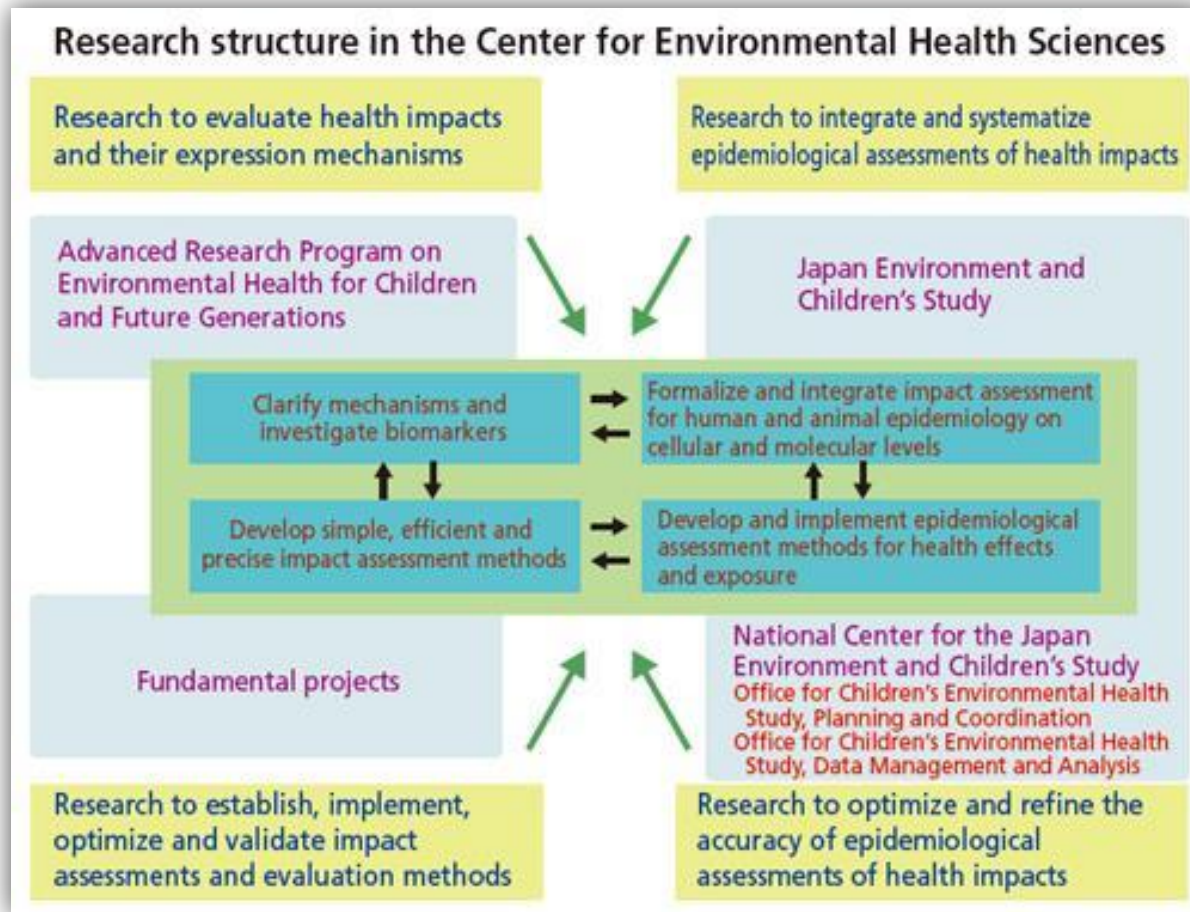 Research structure in the Center for Environmental Health Sciences
Research to evaluate health impacts
and their expression mechanisms
Research to integrate and systematize
epidemiological assessments of health impacts
Advanced Research Program on
Environmental Health for Children
and Future Generations
Japan Environment and
Children's Study
Clarify mechanisms and
investigate biomarkers
Formalize and integrate impact assessment
for human and animal epidemiology on
cellular and molecular levels
Develop simple, efficient and
precise impact assessment methods
Develop and implement epidemiological
assessment methods for health effects
and exposure
Fundamental projects
National Center for the Japan
Environment and Children's Study
Office for Children's Environmental Health
Study, Planning and Coordination
Office for Children's Environmental Health
Study, Data Management and Analysis
Research to establish, implement,
optimize and validate impact
assessments and evaluation methods
Research to optimize and refine the
accuracy of epidemiological
assessments of health impacts